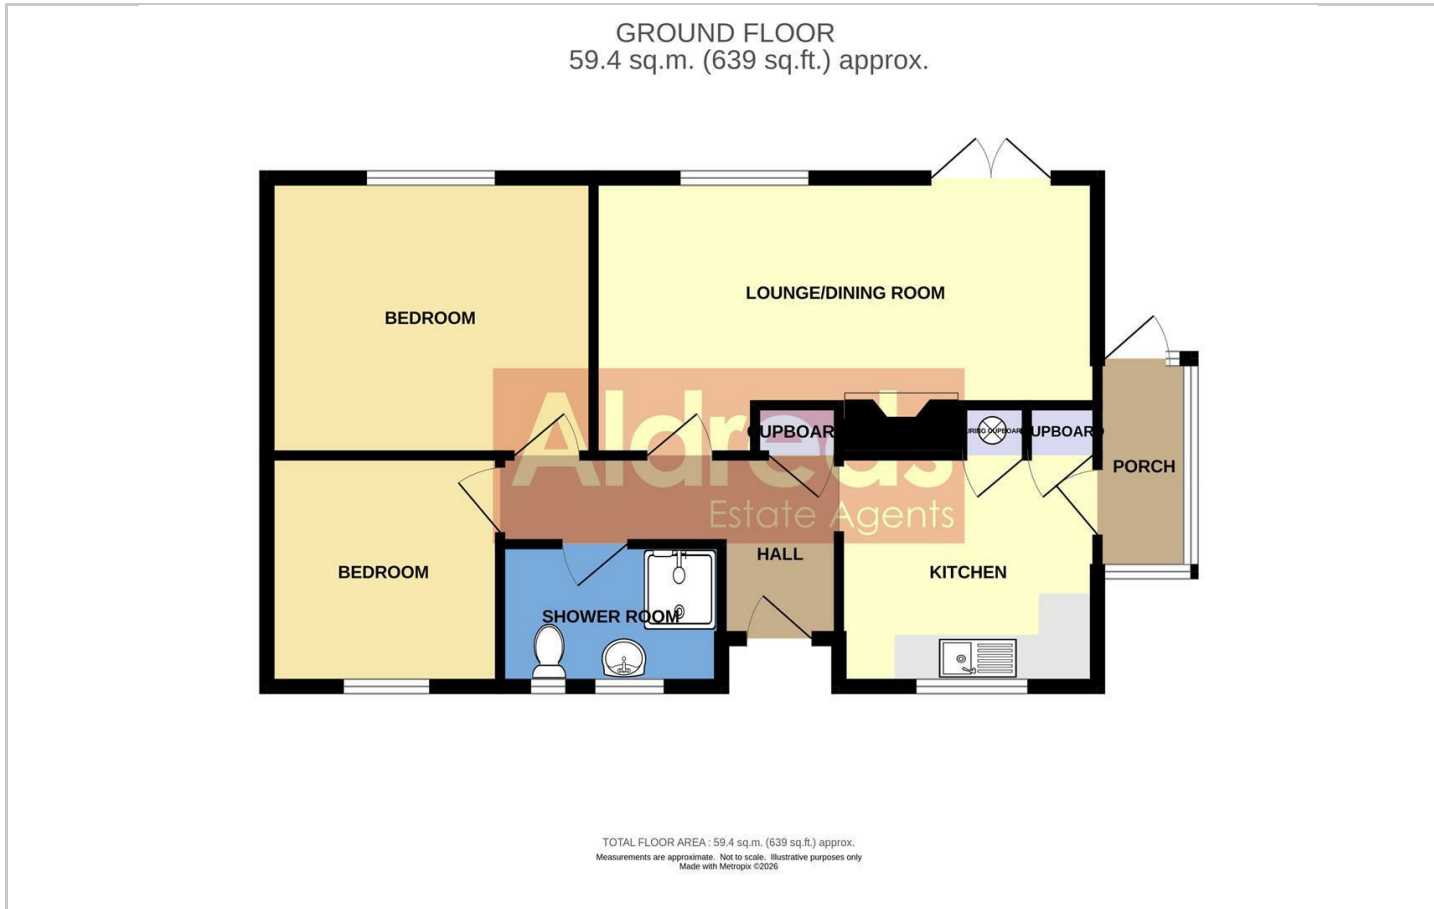 GROUND FLOOR
59.4 sq.m. (639 sq.ft.) approx.
LOUNGE/DINING ROOM
BEDROOM
Aldreds
Estate Agents
CUPBOARD
AIRING CUPBOARD
CUPBOARD
PORCH
HALL
BEDROOM
KITCHEN
SHOWER ROOM
TOTAL FLOOR AREA : 59.4 sq.m. (639 sq.ft.) approx.
Measurements are approximate. Not to scale. Illustrative purposes only
Made with Metropix ©2026